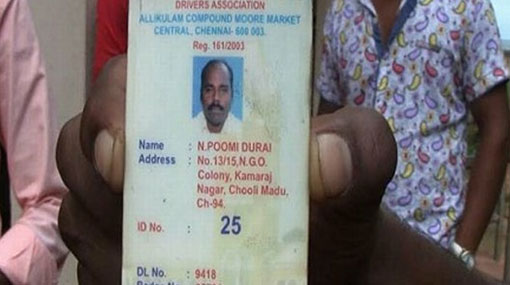 DRIVERS ASSOCIATION
ALLIKULAM COMPOUND MOORE MARKET
CENTRAL, CHENNAI- 600 003.
Reg. 161/2003
Name : N.POOMI DURAI
Address : No.13/15,N.G.O.
Colony, Kamaraj
Nagar, Chooli Madu,
Ch-94.
ID No. : 25
DL No. : 9418